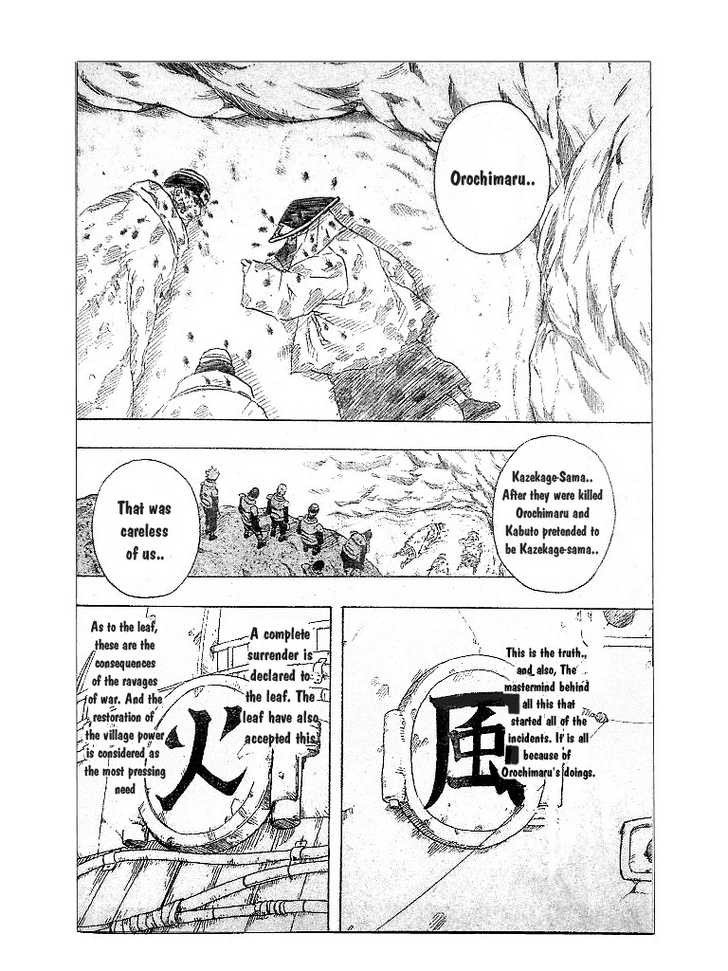 Orochimaru..
Kazekage-Sama..
After they were killed
Orochimaru and
Kabuto pretended to
be Kazekage-sama..
That was
careless
of us..
This is the truth..
and also, The
mastermind behind
all this that
started all of the
incidents. It is all
because of
Orochimaru's doings.
風
A complete
surrender is
declared to
the leaf. The
leaf have also
accepted this.
火
As to the leaf,
these are the
consequences
of the ravages
of war. And the
restoration of
the village power
is considered as
the most pressing
need